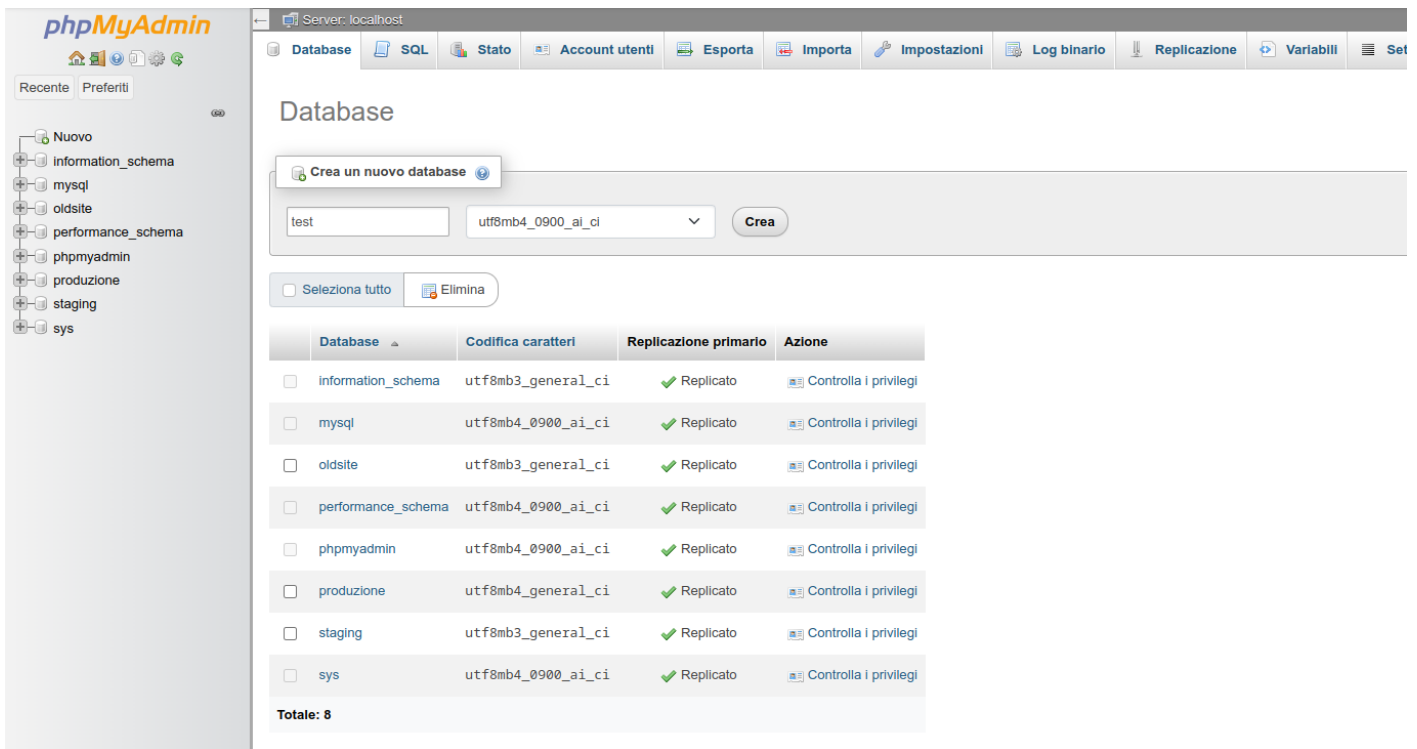 phpMyAdmin
Recente Preferiti
Nuovo
information_schema
mysql
oldsite
performance_schema
phpmyadmin
produzione
staging
sys
Server: localhost
Database SQL Stato Account utenti Esporta Importa Impostazioni Log binario Replicazione Variabili Set
Database
Crea un nuovo database
test utf8mb4_0900_ai_ci Crea
Seleziona tutto Elimina
Database Codifica caratteri Replicazione primario Azione
information_schema utf8mb3_general_ci Replicato Controlla i privilegi
mysql utf8mb4_0900_ai_ci Replicato Controlla i privilegi
oldsite utf8mb3_general_ci Replicato Controlla i privilegi
performance_schema utf8mb4_0900_ai_ci Replicato Controlla i privilegi
phpmyadmin utf8mb4_0900_ai_ci Replicato Controlla i privilegi
produzione utf8mb4_general_ci Replicato Controlla i privilegi
staging utf8mb3_general_ci Replicato Controlla i privilegi
sys utf8mb4_0900_ai_ci Replicato Controlla i privilegi
Totale: 8